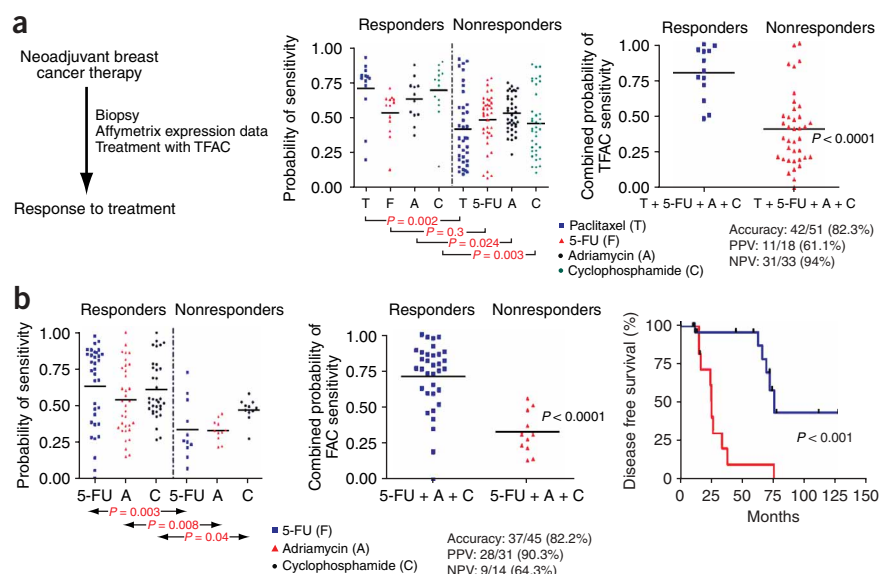 a
Neoadjuvant breast
cancer therapy
Biopsy
Affymetrix expression data
Treatment with TFAC
Response to treatment
Responders
Nonresponders
Probability of sensitivity
1.00
0.75
0.50
0.25
0.00
T F A C T 5-FU A C
P = 0.002
P = 0.3
P = 0.024
P = 0.003
Paclitaxel (T)
5-FU (F)
Adriamycin (A)
Cyclophosphamide (C)
Responders
Nonresponders
Combined probability of
TFAC sensitivity
1.00
0.75
0.50
0.25
0.00
P < 0.0001
T + 5-FU + A + C
T + 5-FU + A + C
Accuracy: 42/51 (82.3%)
PPV: 11/18 (61.1%)
NPV: 31/33 (94%)
b
Responders
Nonresponders
Probability of sensitivity
1.00
0.75
0.50
0.25
0.00
5-FU A C 5-FU A C
P = 0.003
P = 0.008
P = 0.04
5-FU (F)
Adriamycin (A)
Cyclophosphamide (C)
Responders
Nonresponders
Combined probability of
FAC sensitivity
1.00
0.75
0.50
0.25
0.00
P < 0.0001
5-FU + A + C
5-FU + A + C
Accuracy: 37/45 (82.2%)
PPV: 28/31 (90.3%)
NPV: 9/14 (64.3%)
Disease free survival (%)
100
75
50
25
0
P < 0.001
0 25 50 75 100 125 150
Months